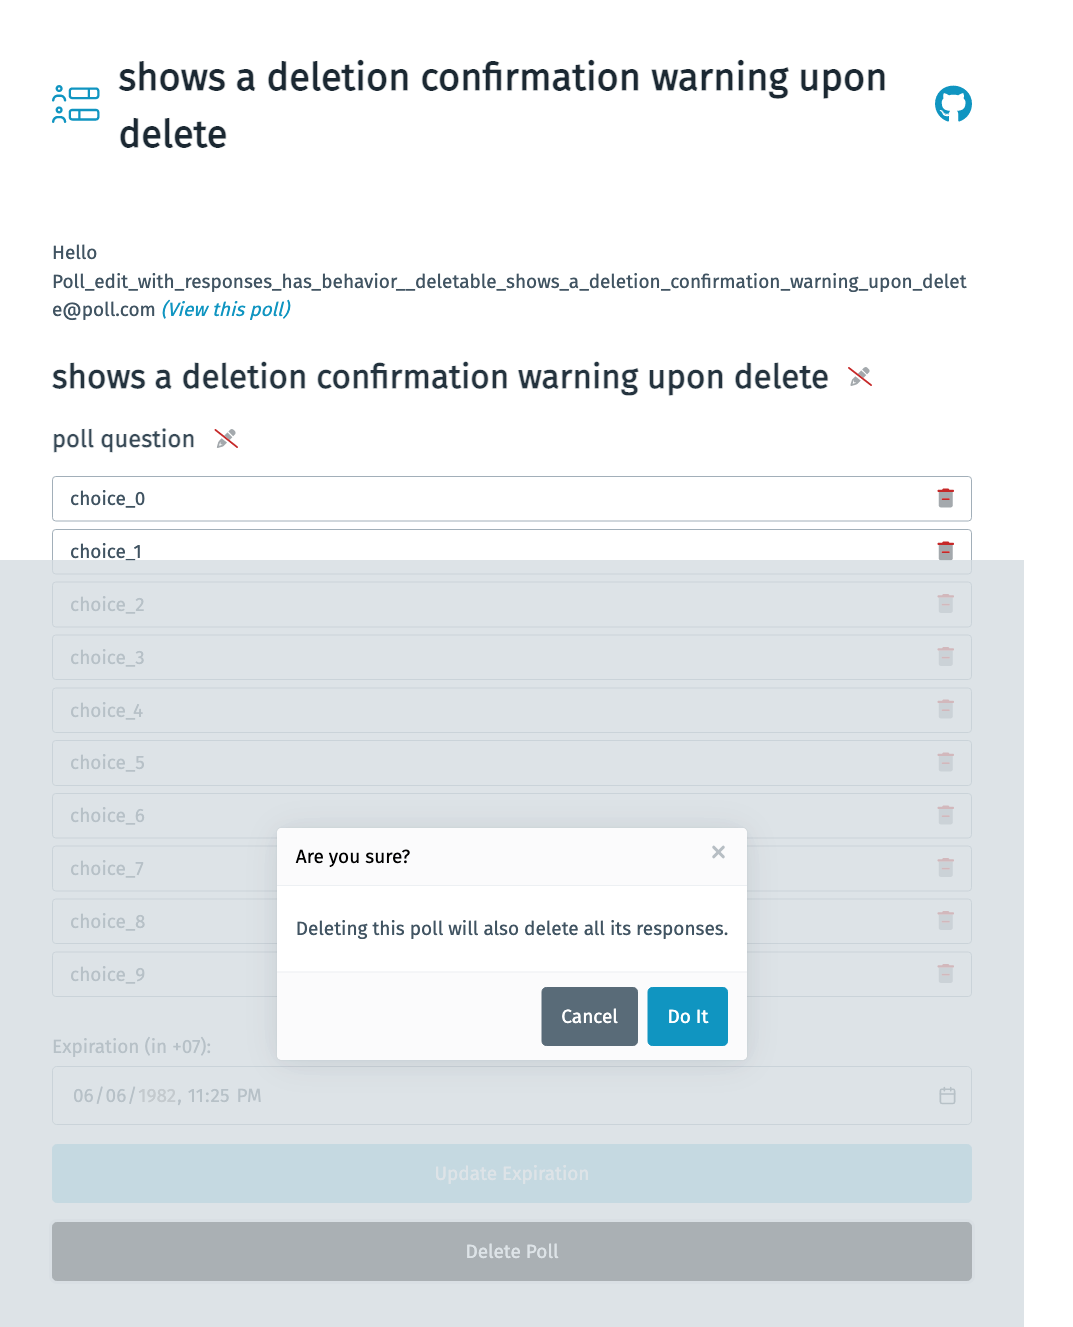 shows a deletion confirmation warning upon
delete
Hello
Poll_edit_with_responses_has_behavior__deletable_shows_a_deletion_confirmation_warning_upon_delet
e@poll.com (View this poll)
shows a deletion confirmation warning upon delete
poll question
choice_0
choice_1
choice_2
choice_3
choice_4
choice_5
choice_6
choice_7
choice_8
choice_9
Are you sure?
×
Deleting this poll will also delete all its responses.
Cancel
Do It
Expiration (in +07):
06/06/1982, 11:25 PM
Update Expiration
Delete Poll